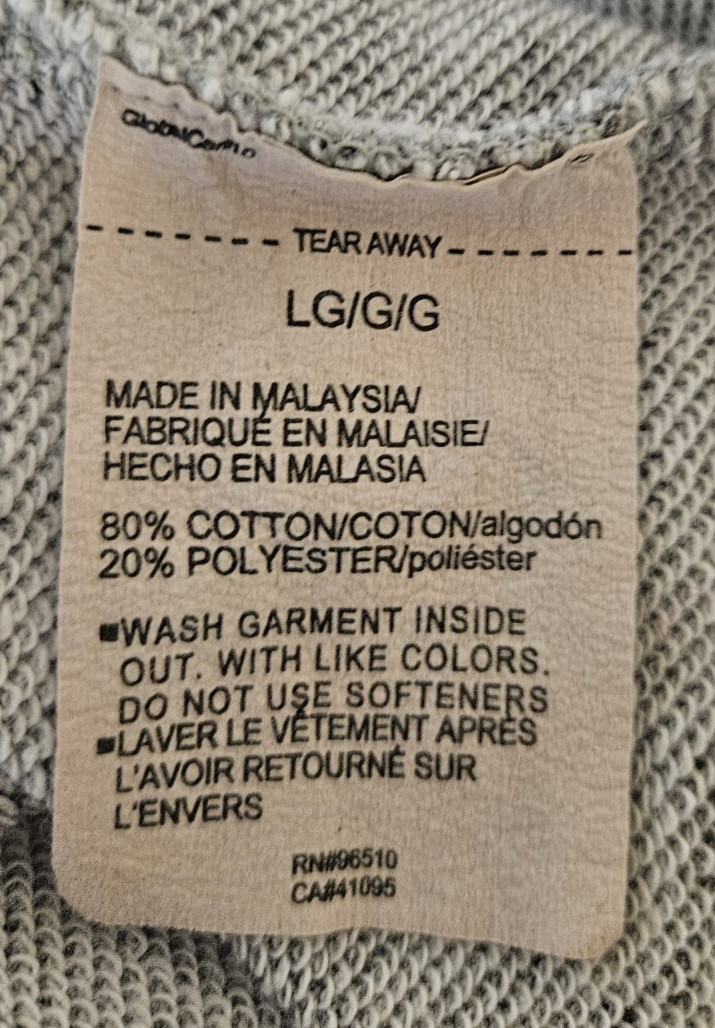 - - - - - - - TEAR AWAY - - - - - - -
LG/G/G
MADE IN MALAYSIA/
FABRIQUÉ EN MALAISIE/
HECHO EN MALASIA
80% COTTON/COTON/algodón
20% POLYESTER/poliéster
▪WASH GARMENT INSIDE
OUT. WITH LIKE COLORS.
DO NOT USE SOFTENERS
▪LAVER LE VÊTEMENT APRÈS
L'AVOIR RETOURNÉ SUR
L'ENVERS
RN#96510
CA#41095